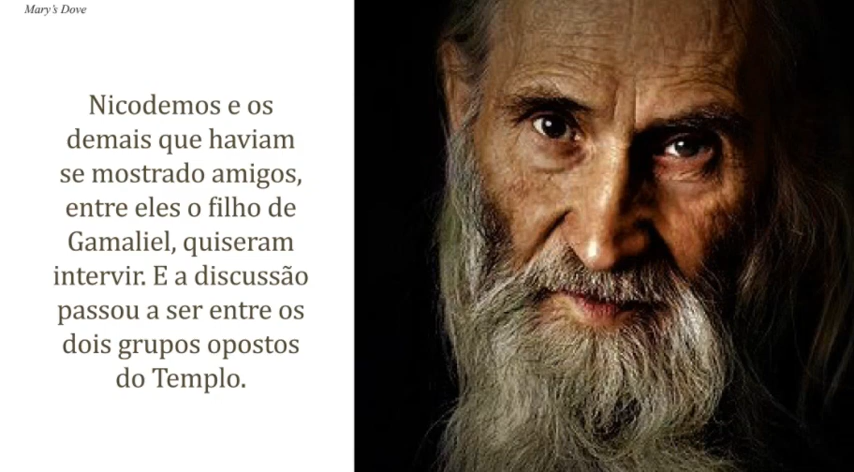 Mary's Dove
Nicodemos e os
demais que haviam
se mostrado amigos,
entre eles o filho de
Gamaliel, quiseram
intervir. E a discussão
passou a ser entre os
dois grupos opostos
do Templo.